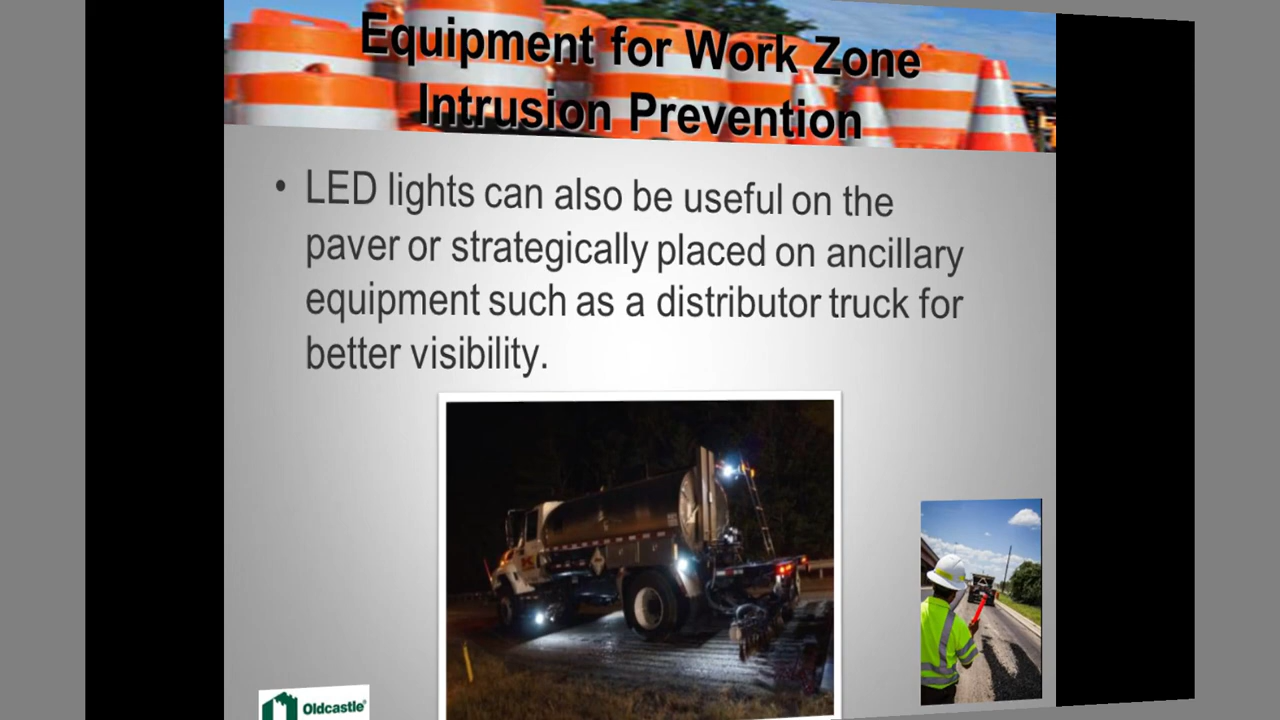 Equipment for Work Zone
Intrusion Prevention
• LED lights can also be useful on the
paver or strategically placed on ancillary
equipment such as a distributor truck for
better visibility.
Oldcastle®